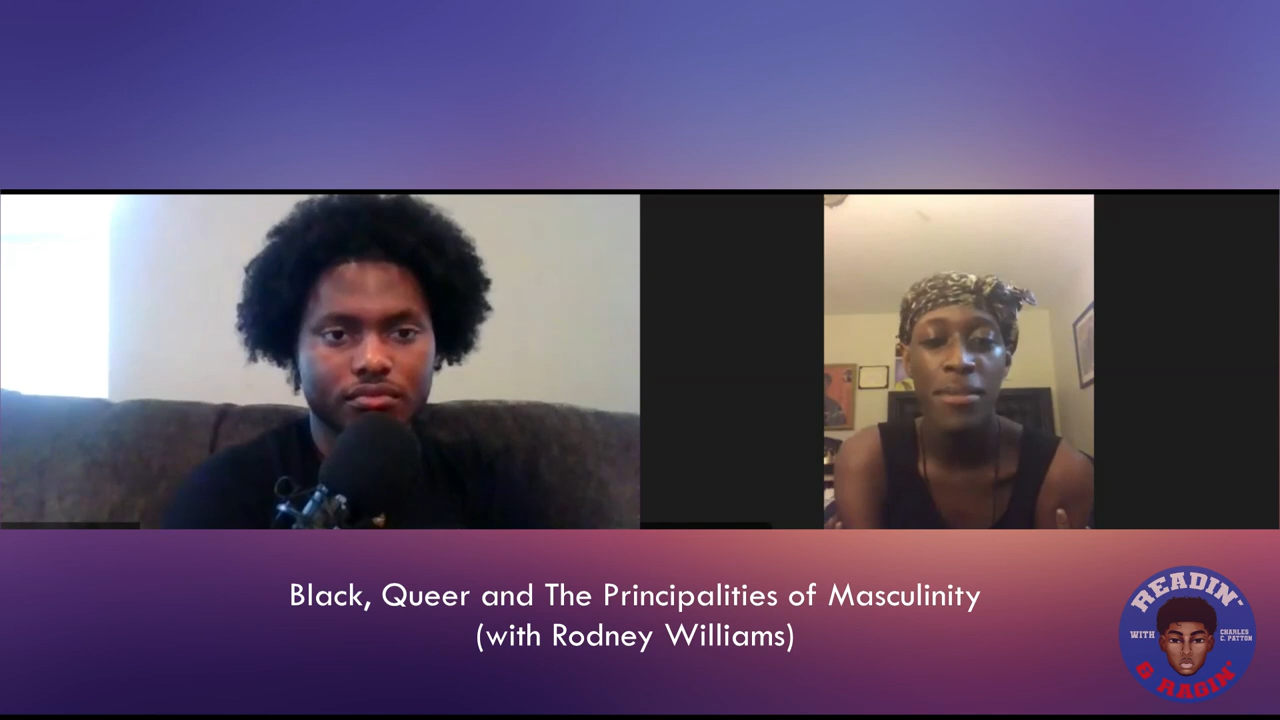 Black, Queer and The Principalities of Masculinity
(with Rodney Williams)
READIN'
WITH
CHARLES
C. PATTON
& RAGIN'